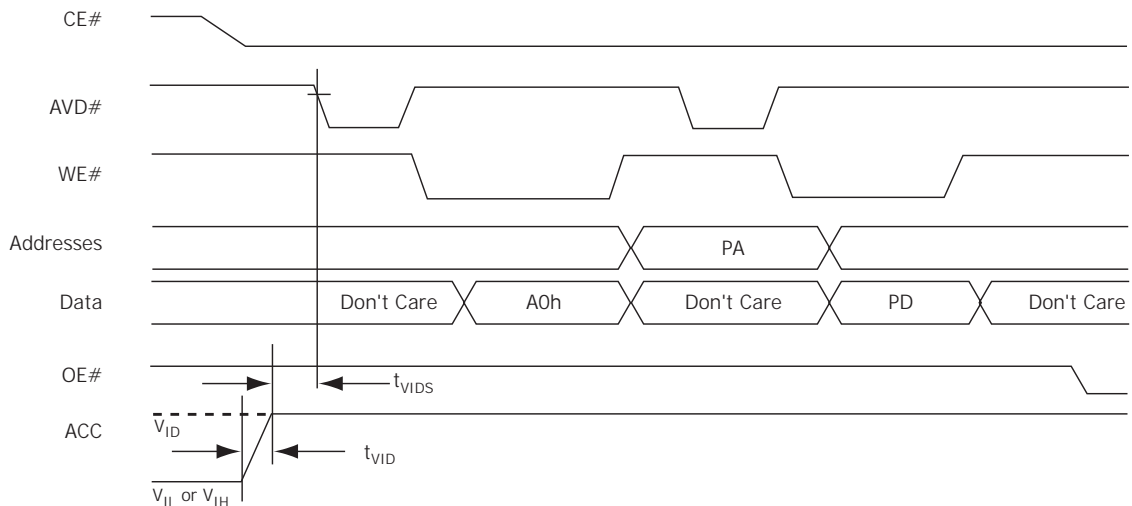 CE#
AVD#
WE#
Addresses PA
Data Don't Care A0h Don't Care PD Don't Care
OE#
tVIDS
ACC VID
tVID
VIL or VIH